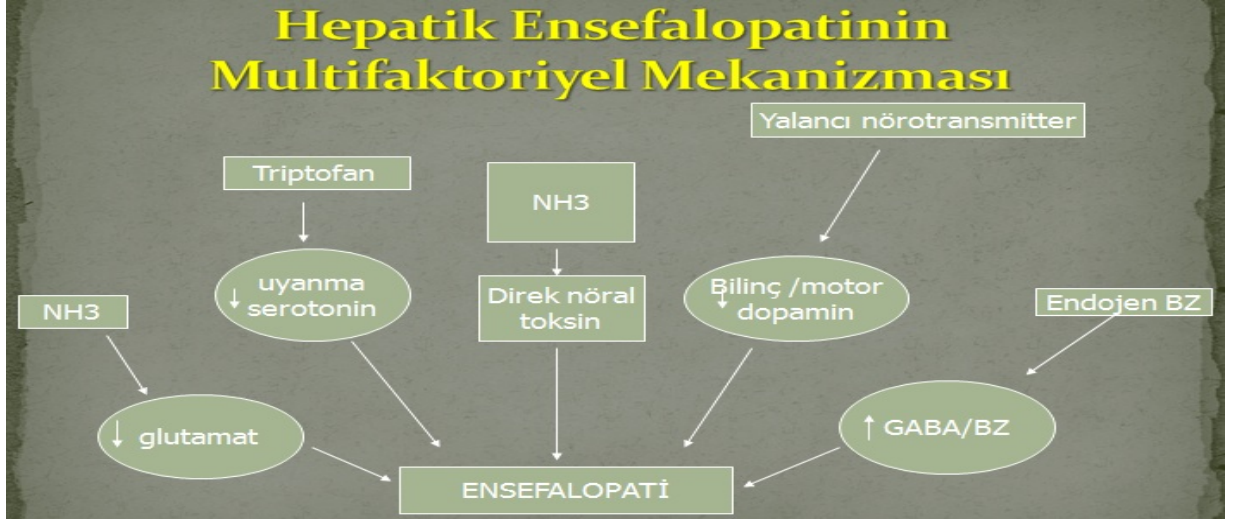 Hepatik Ensefalopatinin
Multifaktoriyel Mekanizması
Yalancı nörotransmitter
Triptofan
NH3
↓ uyanma
serotonin
Direk nöral
toksin
Bilinç /motor
↓ dopamin
NH3
Endojen BZ
↓ glutamat
↑ GABA/BZ
ENSEFALOPATİ